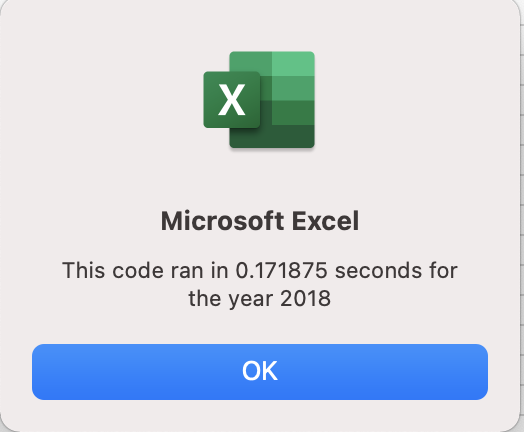 X
Microsoft Excel
This code ran in 0.171875 seconds for
the year 2018
OK